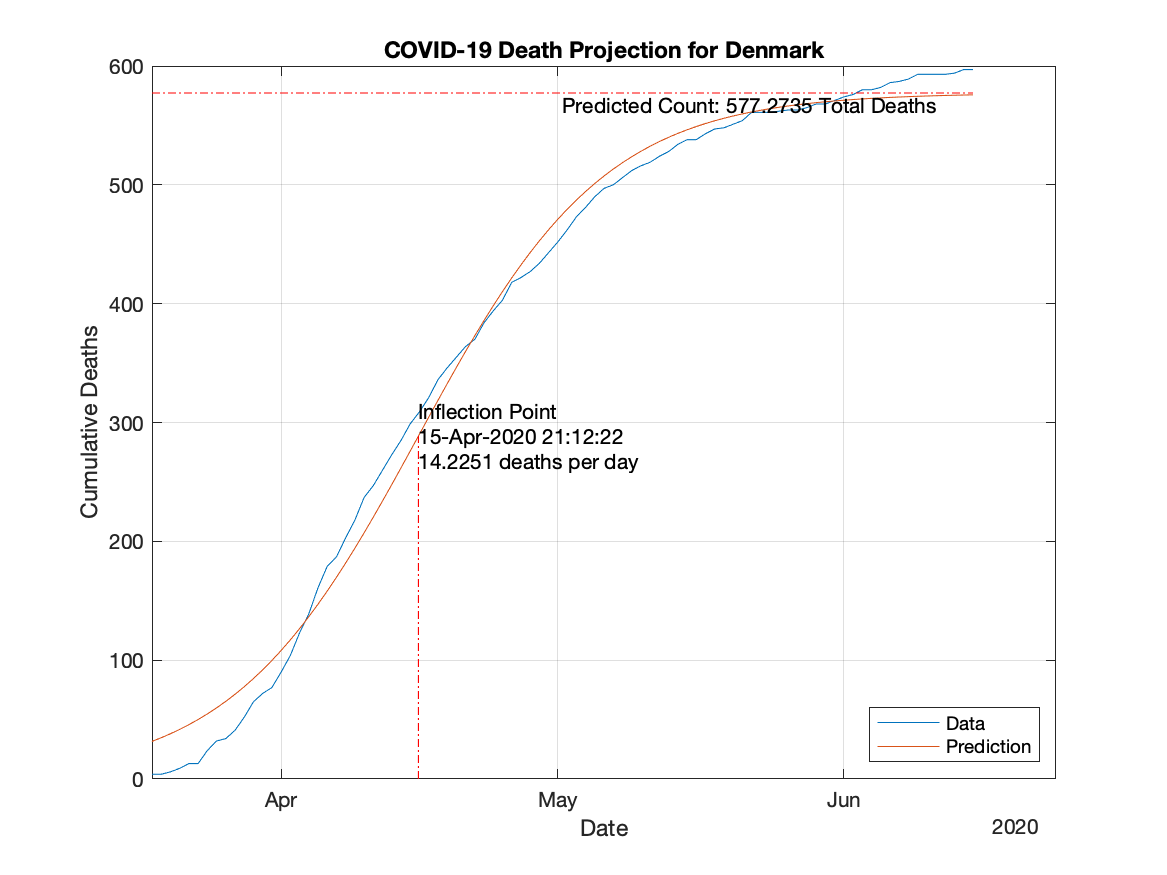 COVID-19 Death Projection for Denmark
600
Predicted Count: 577.2735 Total Deaths
500
400
Inflection Point
300
15-Apr-2020 21:12:22
14.2251 deaths per day
200
100
0
Cumulative Deaths
Data
Prediction
Apr May Jun
Date
2020